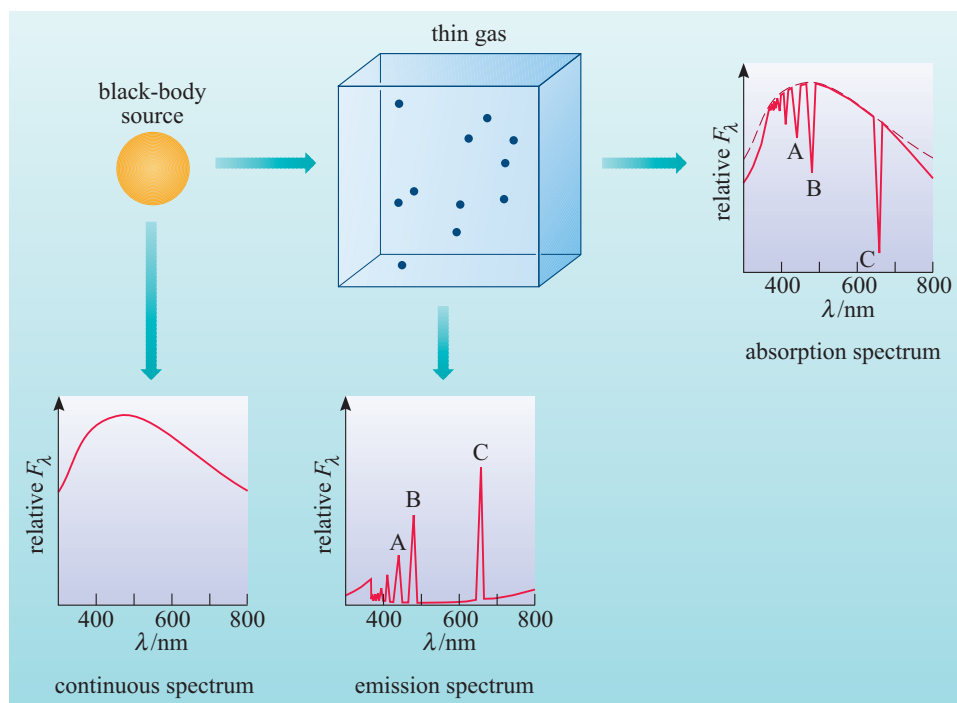 thin gas
black-body
source
relative Fλ
A
B
C
400
600
800
λ/nm
absorption spectrum
relative Fλ
400
600
800
λ/nm
continuous spectrum
relative Fλ
A
B
C
400
600
800
λ/nm
emission spectrum